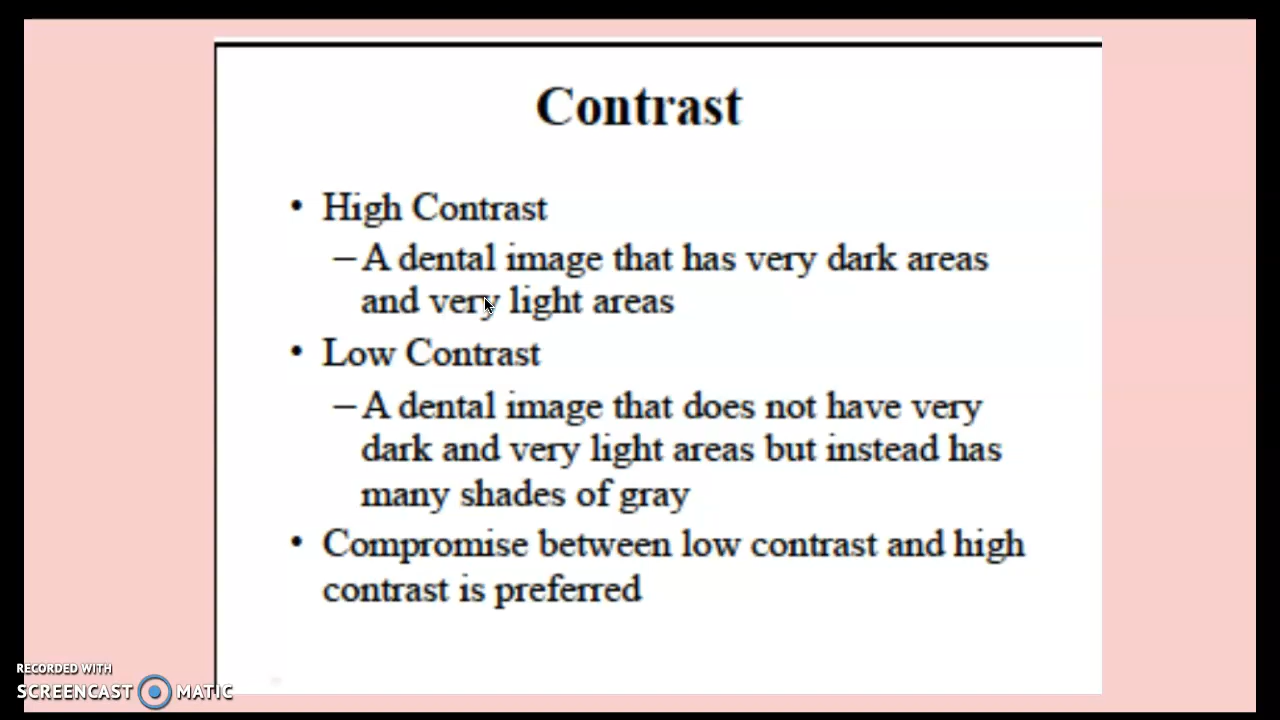 Contrast
• High Contrast
– A dental image that has very dark areas
and very light areas
• Low Contrast
– A dental image that does not have very
dark and very light areas but instead has
many shades of gray
• Compromise between low contrast and high
contrast is preferred
RECORDED WITH
SCREENCAST MATIC